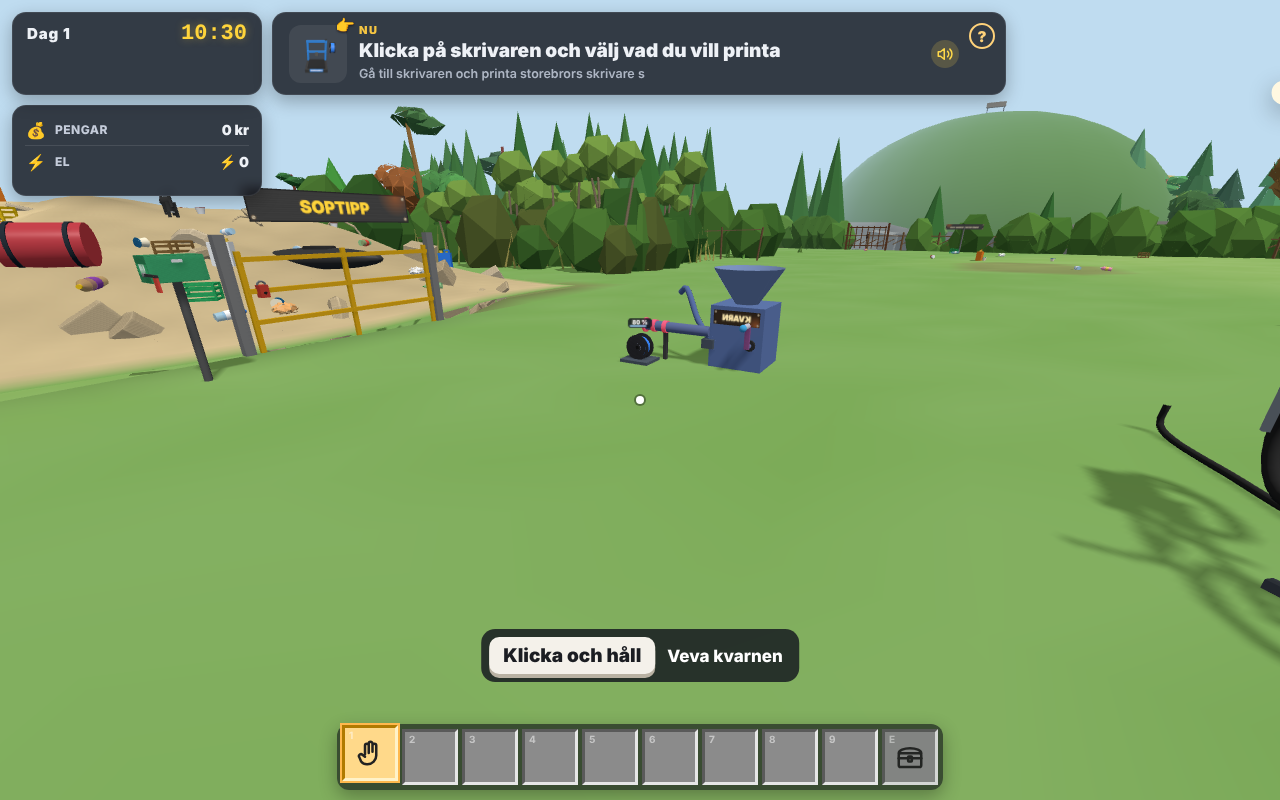 Dag 1
10:30
NU
Klicka på skrivaren och välj vad du vill printa
Gå till skrivaren och printa storebrors skrivare s
?
PENGAR
0 kr
EL
0
SOPTIPP
80 %
KVARN
Klicka och håll
Veva kvarnen
1
2
3
4
5
6
7
8
9
E